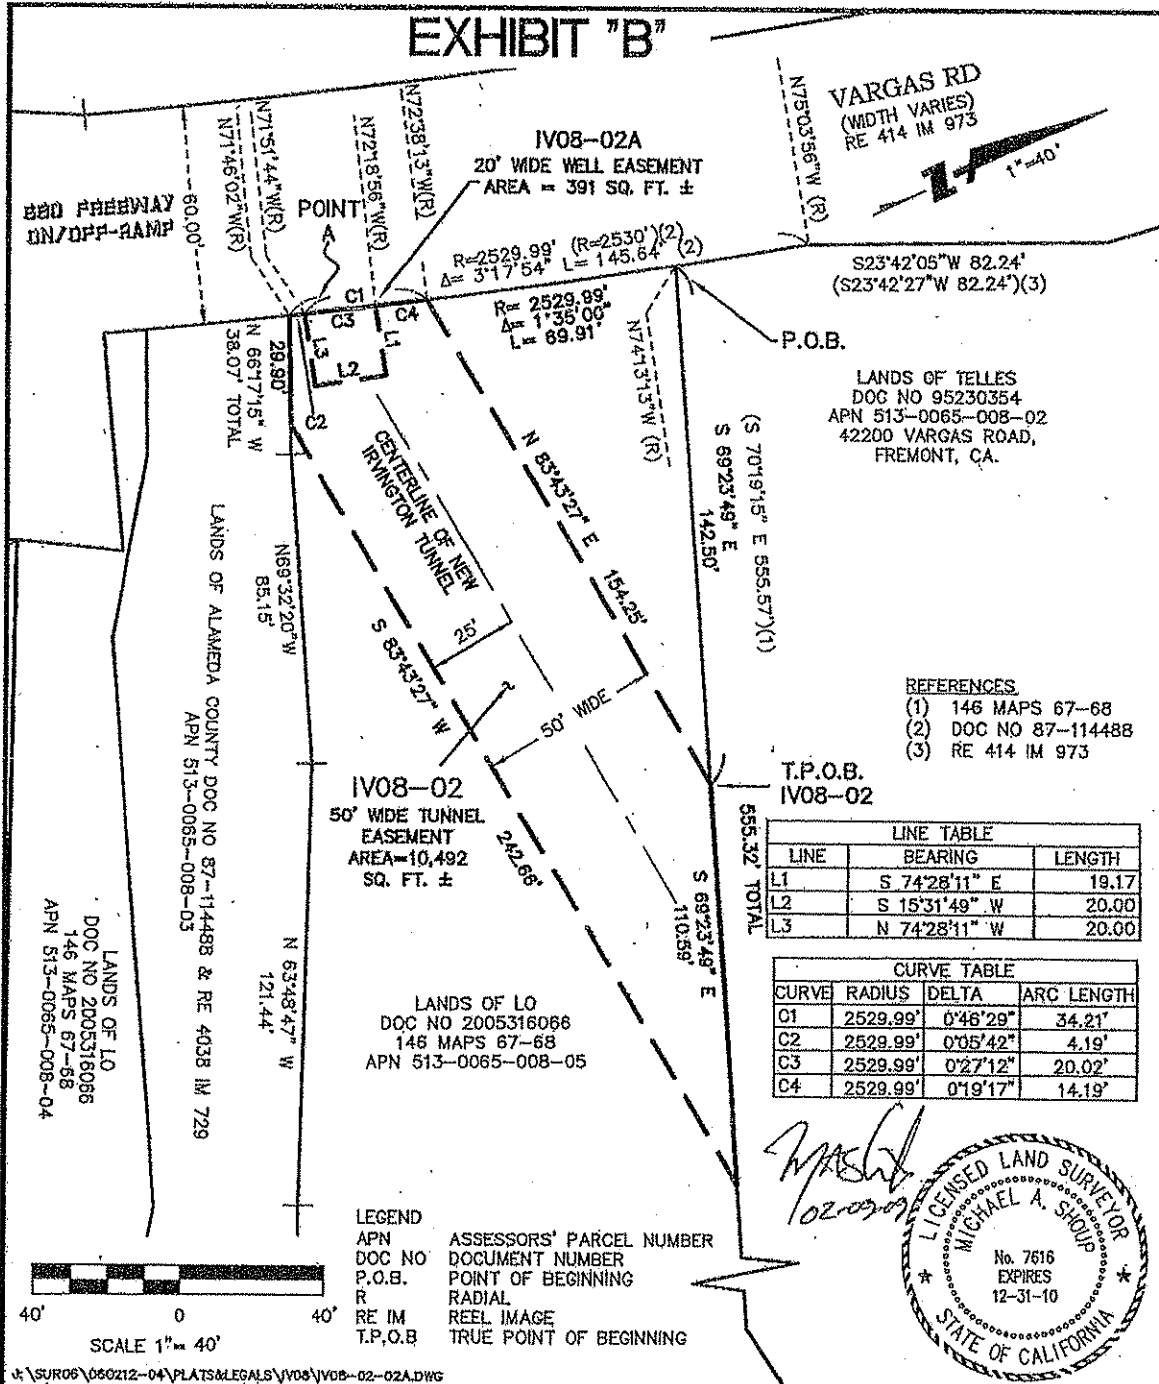 EXHIBIT "B"
VARGAS RD
(WIDTH VARIES)
RE 414 IM 973
1"=40'
N75°03'56"W (R)
N72°38'13"W(R)
N72°18'56"W(R)
N71°51'44"W(R)
N71°46'02"W(R)
60.00'
680 FREEWAY
ON/OFF-RAMP
POINT
A
IV08-02A
20' WIDE WELL EASEMENT
AREA = 391 SQ. FT. ±
R=2529.99' (R=2530')(2)
Δ= 3°17'54" L= 145.64' (2)
R= 2529.99'
Δ= 1°35'00"
L= 69.91'
S23°42'05"W 82.24'
(S23°42'27"W 82.24')(3)
P.O.B.
C1
C3
C4
L3
L1
L2
C2
29.90'
N 66°17'15" W
38.07' TOTAL
N74°13'13"W (R)
LANDS OF TELLES
DOC NO 95230354
APN 513-0065-008-02
42200 VARGAS ROAD,
FREMONT, CA.
CENTERLINE OF NEW
IRVINGTON TUNNEL
N 83°43'27" E 154.25'
(S 70°19'15" E 555.57')(1)
S 69°23'49" E
142.50'
N69°32'20"W
85.15'
25'
S 83°43'27" W
242.66'
50' WIDE
REFERENCES
(1) 146 MAPS 67-68
(2) DOC NO 87-114488
(3) RE 414 IM 973
T.P.O.B.
IV08-02
IV08-02
50' WIDE TUNNEL
EASEMENT
AREA=10,492
SQ. FT. ±
LANDS OF ALAMEDA COUNTY DOC NO 87-114488 & RE 4038 IM 729
APN 513-0065-008-03
555.32' TOTAL
S 69°23'49" E
110.59'
LINE TABLE
LINE BEARING LENGTH
L1 S 74°28'11" E 19.17
L2 S 15°31'49" W 20.00
L3 N 74°28'11" W 20.00
CURVE TABLE
CURVE RADIUS DELTA ARC LENGTH
C1 2529.99' 0°46'29" 34.21'
C2 2529.99' 0°05'42" 4.19'
C3 2529.99' 0°27'12" 20.02'
C4 2529.99' 0°19'17" 14.19'
LANDS OF LO
DOC NO 2005316066
146 MAPS 67-68
APN 513-0065-008-04
N 63°48'47" W
121.44'
LANDS OF LO
DOC NO 2005316066
146 MAPS 67-68
APN 513-0065-008-05
02-09-09
LICENSED LAND SURVEYOR
MICHAEL A. SHOUP
No. 7616
EXPIRES
12-31-10
STATE OF CALIFORNIA
LEGEND
APN ASSESSORS' PARCEL NUMBER
DOC NO DOCUMENT NUMBER
P.O.B. POINT OF BEGINNING
R RADIAL
RE IM REEL IMAGE
T.P.O.B TRUE POINT OF BEGINNING
40' 0 40'
SCALE 1"= 40'
J:\SUR06\060212-04\PLATS&LEGALS\IV08\IV08-02-02A.DWG